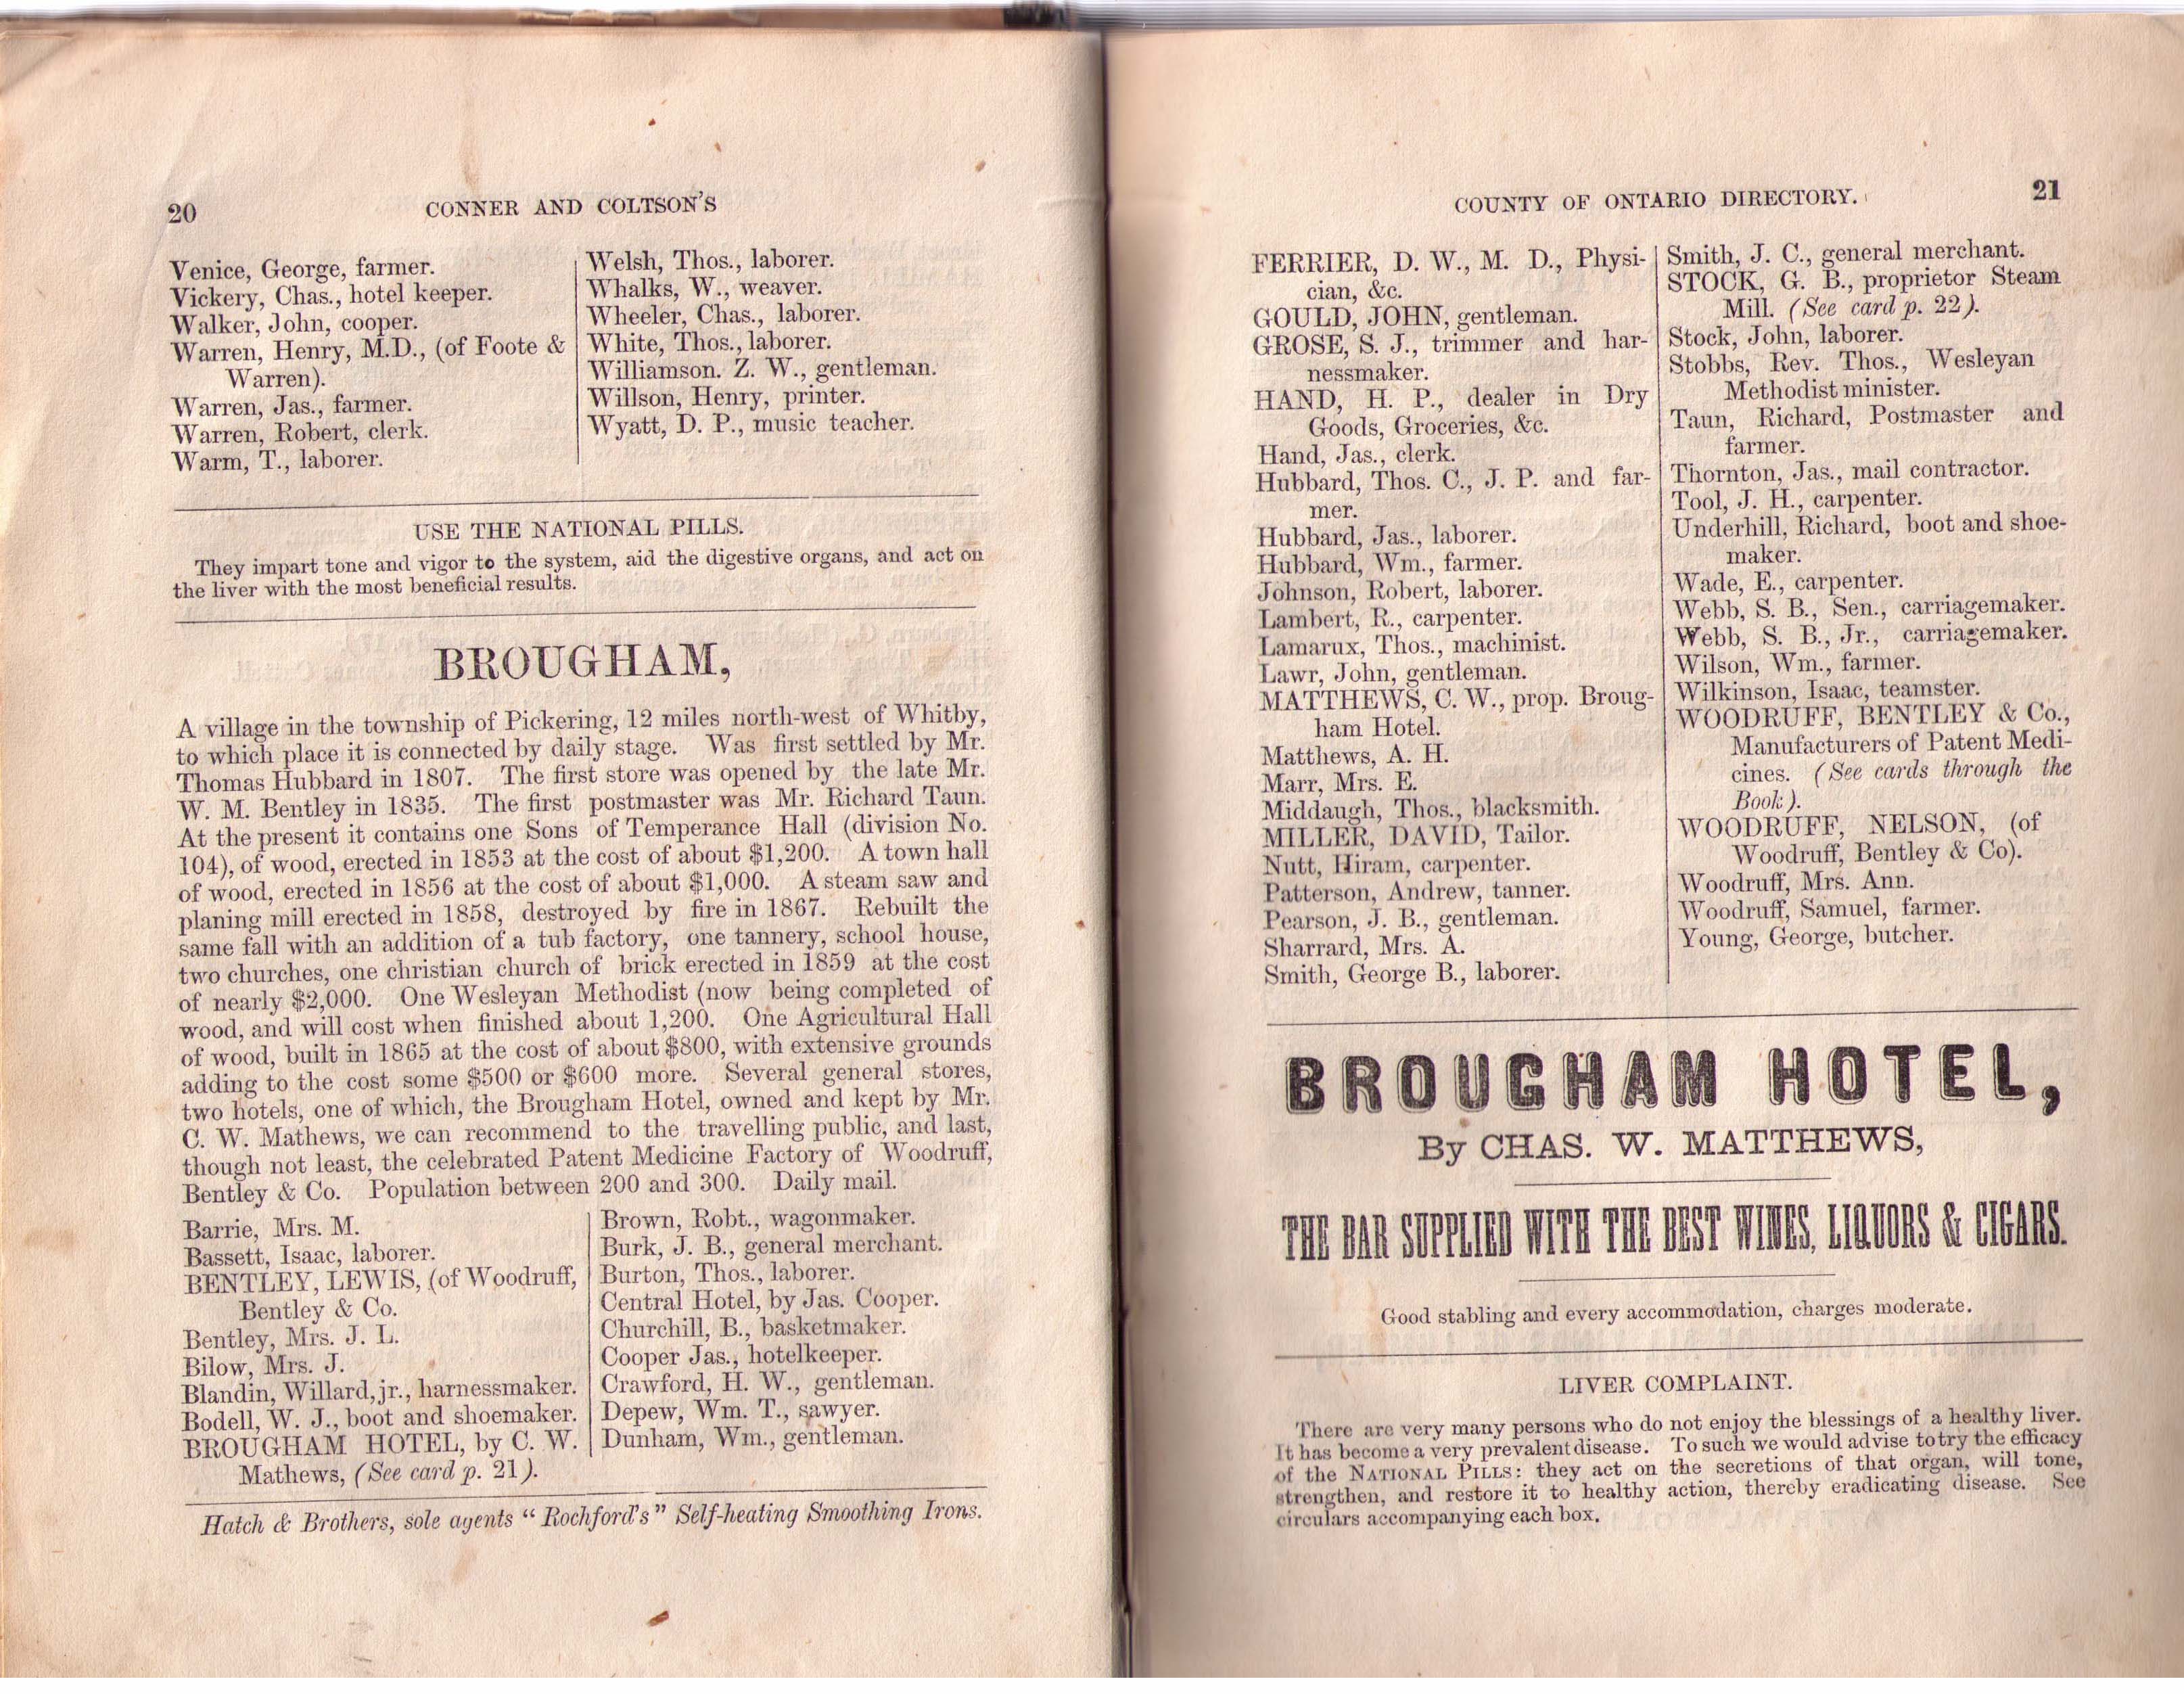 20
CONNER AND COLTSON'S
Venice, George, farmer.
Vickery, Chas., hotel keeper.
Walker, John, cooper.
Warren, Henry, M.D., (of Foote &
Warren).
Warren, Jas., farmer.
Warren, Robert, clerk.
Warm, T., laborer.
Welsh, Thos., laborer.
Whalks, W., weaver.
Wheeler, Chas., laborer.
White, Thos., laborer.
Williamson. Z. W., gentleman.
Willson, Henry, printer.
Wyatt, D. P., music teacher.
USE THE NATIONAL PILLS.
They impart tone and vigor to the system, aid the digestive organs, and act on
the liver with the most beneficial results.
BROUGHAM,
A village in the township of Pickering, 12 miles north-west of Whitby,
to which place it is connected by daily stage. Was first settled by Mr.
Thomas Hubbard in 1807. The first store was opened by the late Mr.
W. M. Bentley in 1835. The first postmaster was Mr. Richard Taun.
At the present it contains one Sons of Temperance Hall (division No.
104), of wood, erected in 1853 at the cost of about $1,200. A town hall
of wood, erected in 1856 at the cost of about $1,000. A steam saw and
planing mill erected in 1858, destroyed by fire in 1867. Rebuilt the
same fall with an addition of a tub factory, one tannery, school house,
two churches, one christian church of brick erected in 1859 at the cost
of nearly $2,000. One Wesleyan Methodist (now being completed of
wood, and will cost when finished about 1,200. One Agricultural Hall
of wood, built in 1865 at the cost of about $800, with extensive grounds
adding to the cost some $500 or $600 more. Several general stores,
two hotels, one of which, the Brougham Hotel, owned and kept by Mr.
C. W. Mathews, we can recommend to the travelling public, and last,
though not least, the celebrated Patent Medicine Factory of Woodruff,
Bentley & Co. Population between 200 and 300. Daily mail.
Barrie, Mrs. M.
Bassett, Isaac, laborer.
BENTLEY, LEWIS, (of Woodruff,
Bentley & Co.
Bentley, Mrs. J. L.
Bilow, Mrs. J.
Blandin, Willard, jr., harnessmaker.
Bodell, W. J., boot and shoemaker.
BROUGHAM HOTEL, by C. W.
Mathews, (See card p. 21).
Brown, Robt., wagonmaker.
Burk, J. B., general merchant.
Burton, Thos., laborer.
Central Hotel, by Jas. Cooper.
Churchill, B., basketmaker.
Cooper Jas., hotelkeeper.
Crawford, H. W., gentleman.
Depew, Wm. T., sawyer.
Dunham, Wm., gentleman.
Hatch & Brothers, sole agents "Rochford's" Self-heating Smoothing Irons.
COUNTY OF ONTARIO DIRECTORY.
21
FERRIER, D. W., M. D., Physi-
cian, &c.
GOULD, JOHN, gentleman.
GROSE, S. J., trimmer and har-
nessmaker.
HAND, H. P., dealer in Dry
Goods, Groceries, &c.
Hand, Jas., clerk.
Hubbard, Thos. C., J. P. and far-
mer.
Hubbard, Jas., laborer.
Hubbard, Wm., farmer.
Johnson, Robert, laborer.
Lambert, R., carpenter.
Lamarux, Thos., machinist.
Lawr, John, gentleman.
MATTHEWS, C. W., prop. Broug-
ham Hotel.
Matthews, A. H.
Marr, Mrs. E.
Middaugh, Thos., blacksmith.
MILLER, DAVID, Tailor.
Nutt, Hiram, carpenter.
Patterson, Andrew, tanner.
Pearson, J. B., gentleman.
Sharrard, Mrs. A.
Smith, George B., laborer.
Smith, J. C., general merchant.
STOCK, G. B., proprietor Steam
Mill. (See card p. 22).
Stock, John, laborer.
Stobbs, Rev. Thos., Wesleyan
Methodist minister.
Taun, Richard, Postmaster and
farmer.
Thornton, Jas., mail contractor.
Tool, J. H., carpenter.
Underhill, Richard, boot and shoe-
maker.
Wade, E., carpenter.
Webb, S. B., Sen., carriagemaker.
Webb, S. B., Jr., carriagemaker.
Wilson, Wm., farmer.
Wilkinson, Isaac, teamster.
WOODRUFF, BENTLEY & Co.,
Manufacturers of Patent Medi-
cines. (See cards through the
Book).
WOODRUFF, NELSON, (of
Woodruff, Bentley & Co).
Woodruff, Mrs. Ann.
Woodruff, Samuel, farmer.
Young, George, butcher.
BROUGHAM HOTEL,
By CHAS. W. MATTHEWS,
THE BAR SUPPLIED WITH THE BEST WINES, LIQUORS & CIGARS.
Good stabling and every accommodation, charges moderate.
LIVER COMPLAINT.
There are very many persons who do not enjoy the blessings of a healthy liver.
It has become a very prevalent disease. To such we would advise to try the efficacy
of the NATIONAL PILLS: they act on the secretions of that organ, will tone,
strengthen, and restore it to healthy action, thereby eradicating disease. See
circulars accompanying each box.